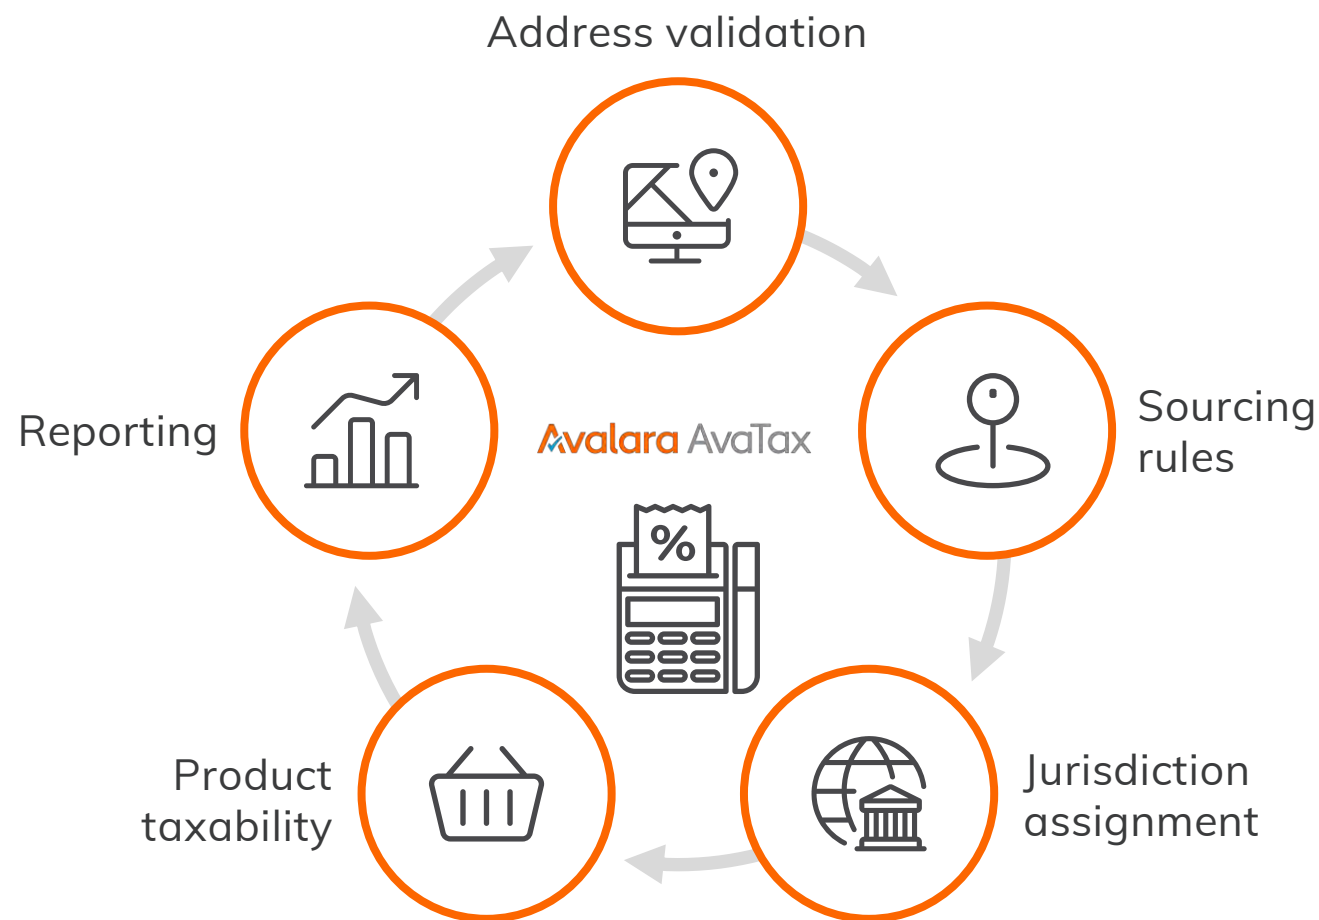 Address validation
Sourcing
rules
Jurisdiction
assignment
Product
taxability
Reporting
Avalara AvaTax
%